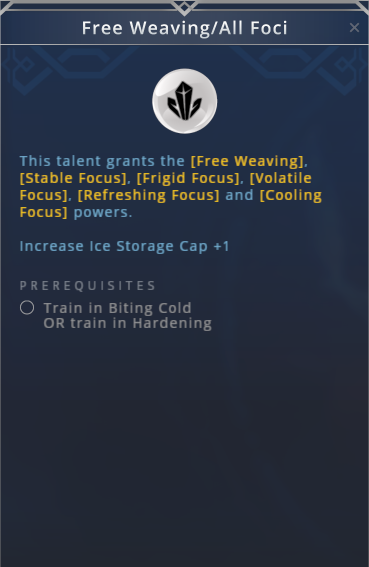 Free Weaving/All Foci
This talent grants the [Free Weaving],
[Stable Focus], [Frigid Focus], [Volatile
Focus], [Refreshing Focus] and [Cooling
Focus] powers.
Increase Ice Storage Cap +1
PREREQUISITES
Train in Biting Cold
OR train in Hardening